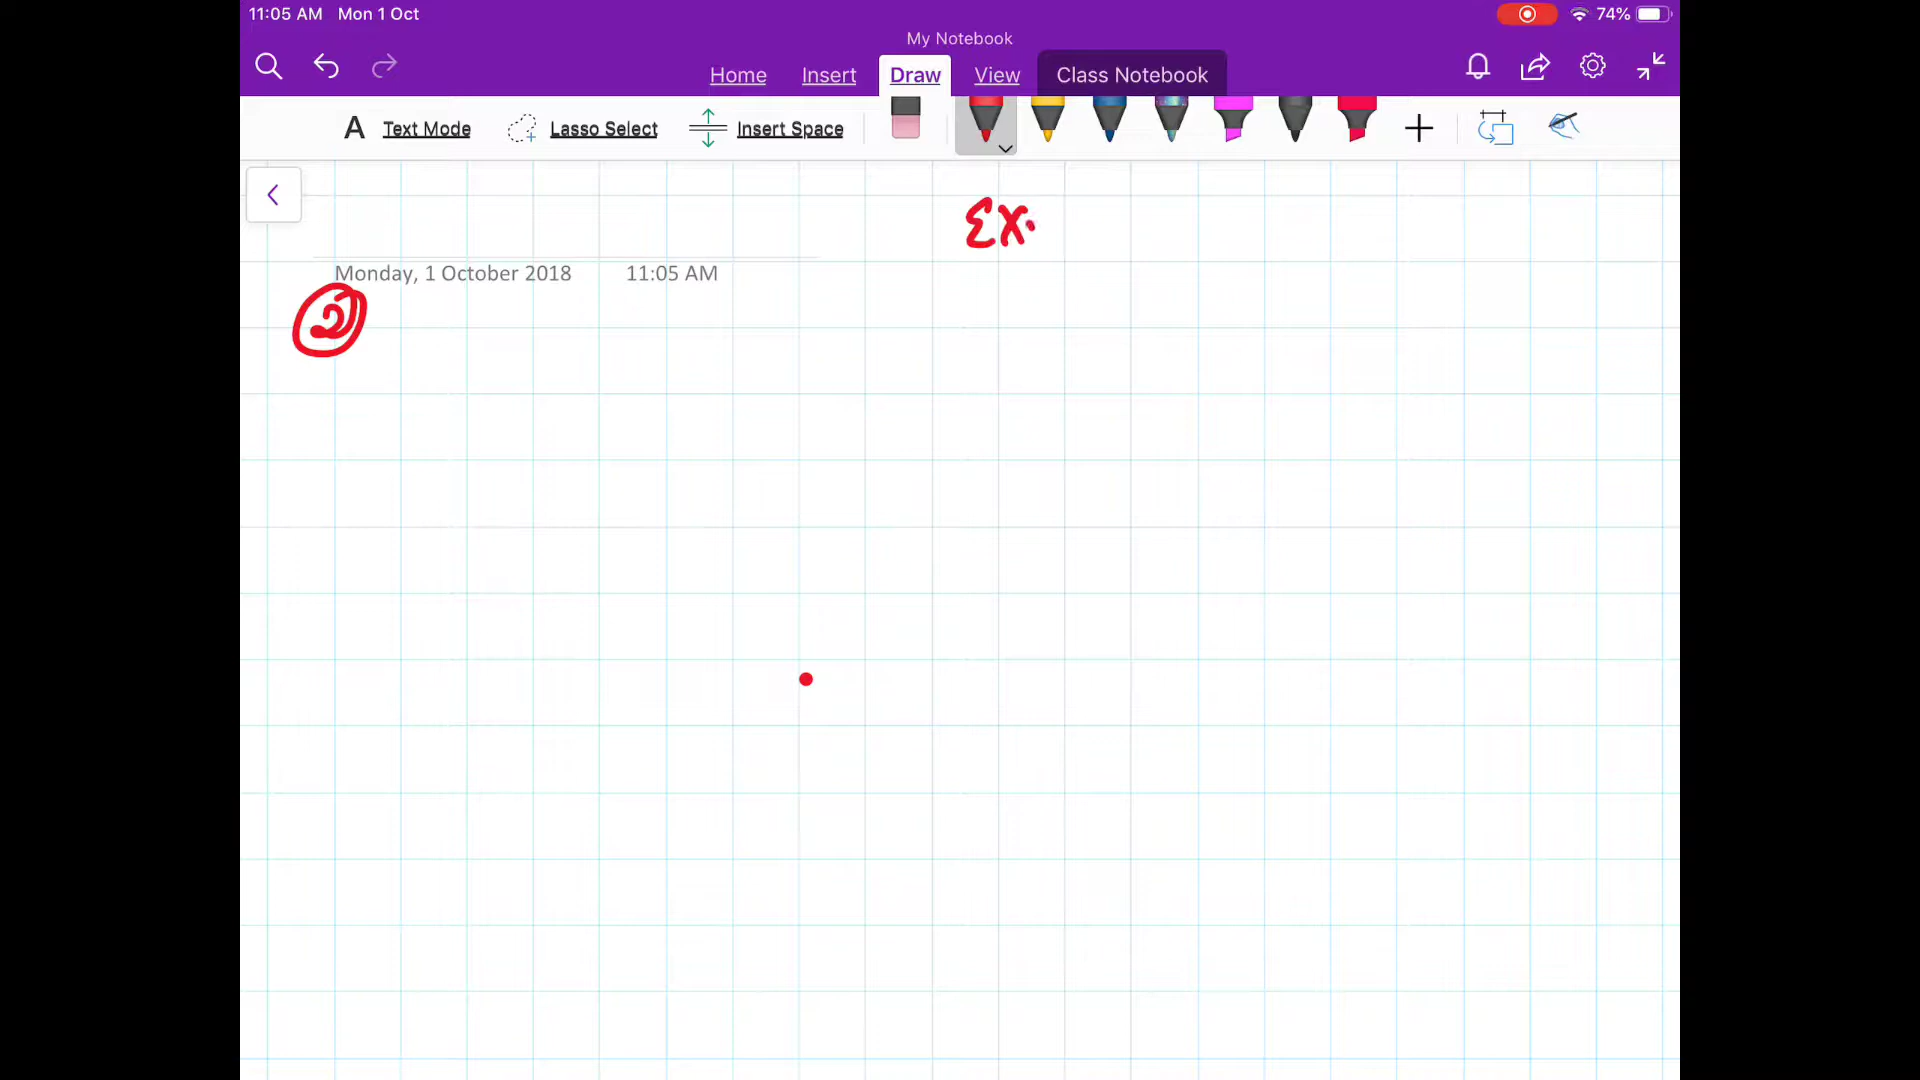 11:05 AM Mon 1 Oct 74%
My Notebook
Home Insert Draw View Class Notebook
A Text Mode Lasso Select Insert Space
Ex.
Monday, 1 October 2018 11:05 AM
2